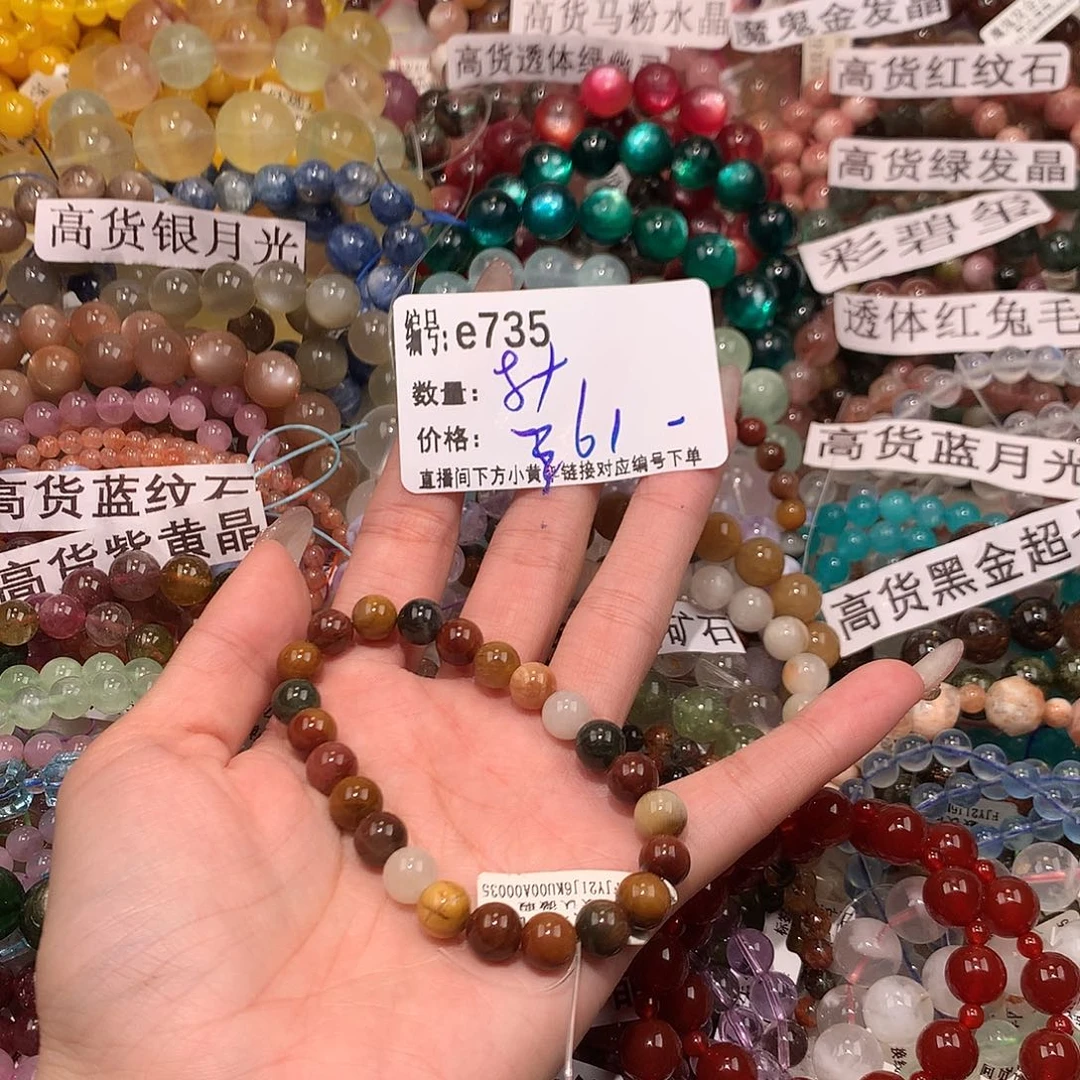 高货马粉水晶
魔鬼金发晶
高货透体绿幽
高货红纹石
高货绿发晶
高货银月光
彩碧玺
透体红兔毛
编号:e735
数量:
价格: 61-
直播间下方小黄车链接对应编号下单
高货蓝月光
高货蓝纹石
高货紫黄晶
高货黑金超
矿石
FJY21J6KU00A00035
FJY21J6